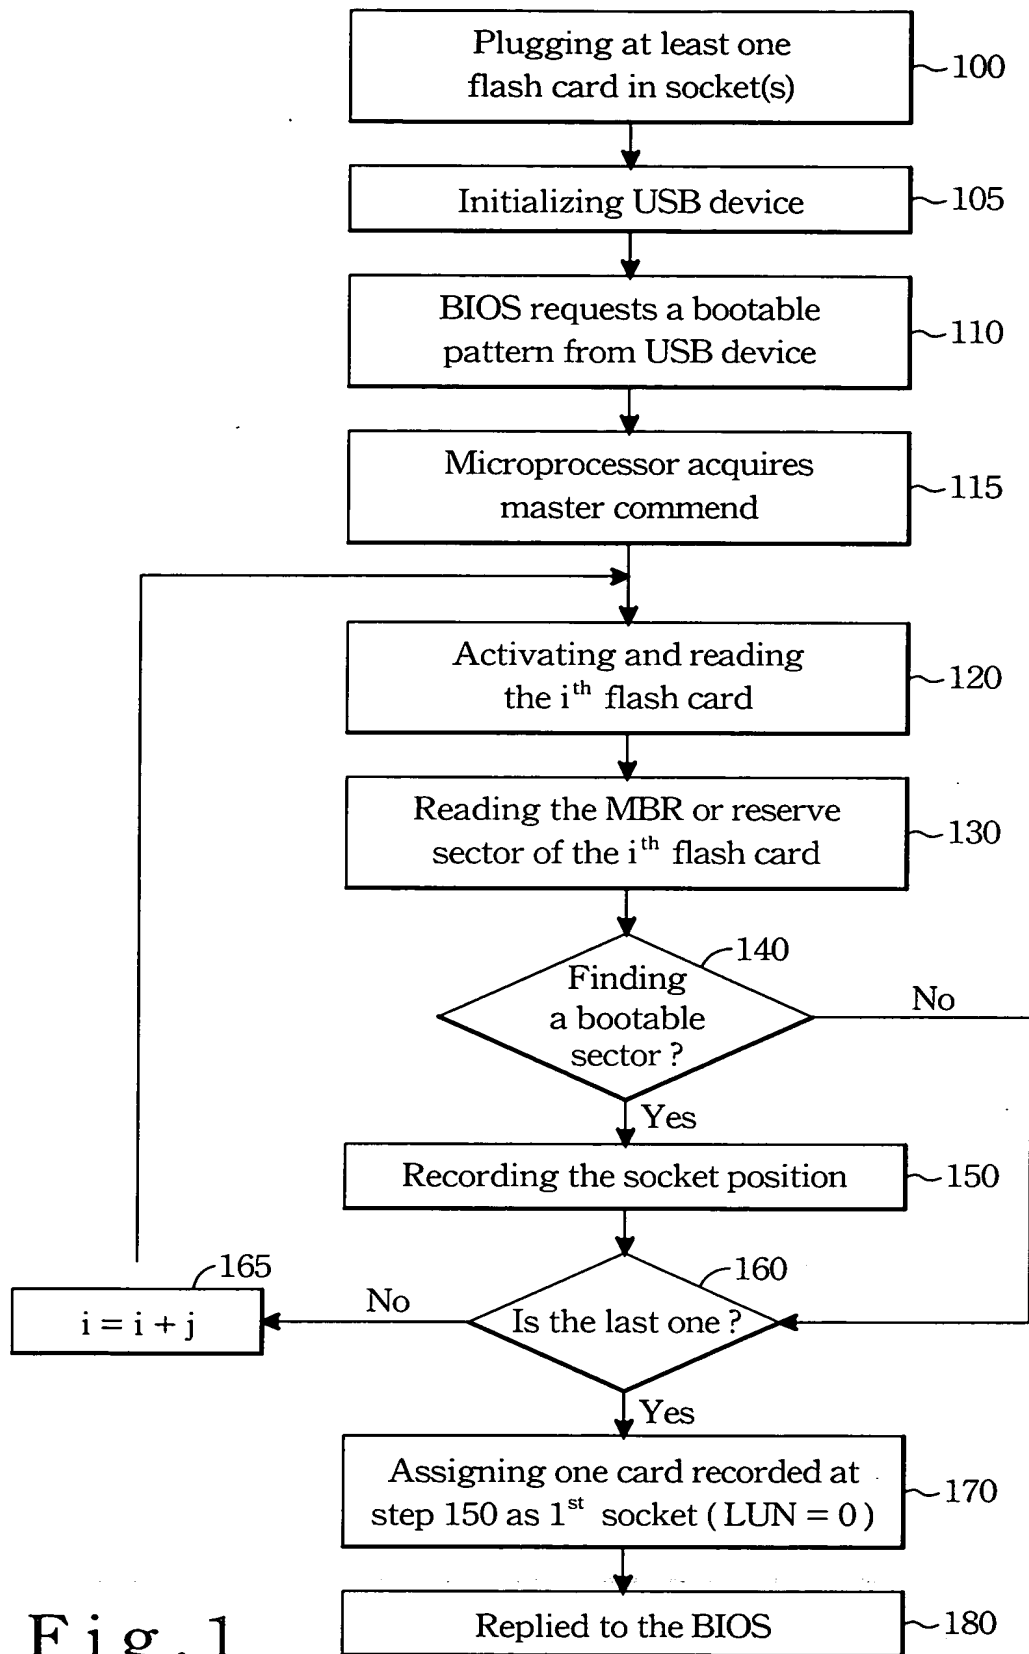 Plugging at least one
flash card in socket(s)
100
Initializing USB device
105
BIOS requests a bootable
pattern from USB device
110
Microprocessor acquires
master commend
115
Activating and reading
the i^th flash card
120
Reading the MBR or reserve
sector of the i^th flash card
130
140
Finding
a bootable
sector ?
No
Yes
Recording the socket position
150
160
Is the last one ?
No
165
i = i + j
Yes
Assigning one card recorded at
step 150 as 1^st socket ( LUN = 0 )
170
Replied to the BIOS
180
Fig.1